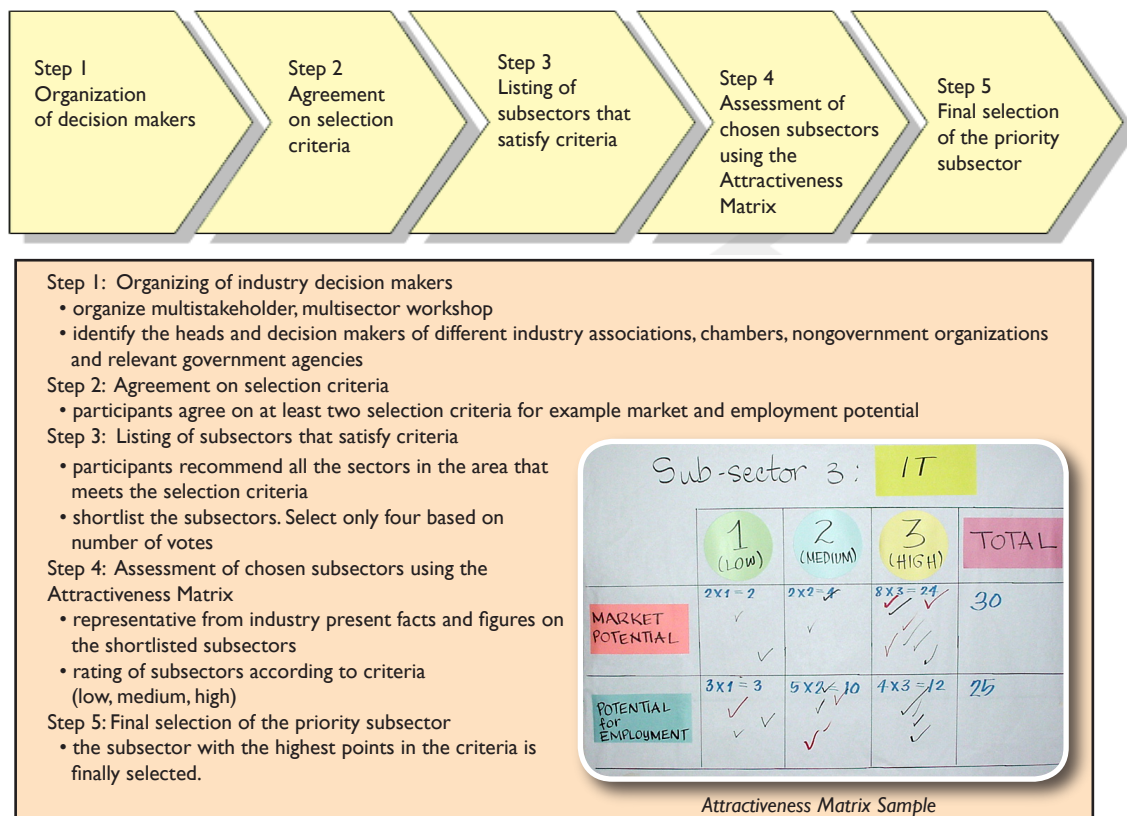 Step 1
Organization
of decision makers
Step 2
Agreement
on selection
criteria
Step 3
Listing of
subsectors that
satisfy criteria
Step 4
Assessment of
chosen subsectors
using the
Attractiveness
Matrix
Step 5
Final selection
of the priority
subsector
Step 1: Organizing of industry decision makers
• organize multistakeholder, multisector workshop
• identify the heads and decision makers of different industry associations, chambers, nongovernment organizations
and relevant government agencies
Step 2: Agreement on selection criteria
• participants agree on at least two selection criteria for example market and employment potential
Step 3: Listing of subsectors that satisfy criteria
• participants recommend all the sectors in the area that
meets the selection criteria
• shortlist the subsectors. Select only four based on
number of votes
Step 4: Assessment of chosen subsectors using the
Attractiveness Matrix
• representative from industry present facts and figures on
the shortlisted subsectors
• rating of subsectors according to criteria
(low, medium, high)
Step 5: Final selection of the priority subsector
• the subsector with the highest points in the criteria is
finally selected.
Sub-sector 3: IT
1 2 3 TOTAL
(LOW) (MEDIUM) (HIGH)
2x1=2 2x2=4 8x3=24 30
MARKET
POTENTIAL
3x1=3 5x2=10 4x3=12 25
POTENTIAL
for
EMPLOYMENT
Attractiveness Matrix Sample